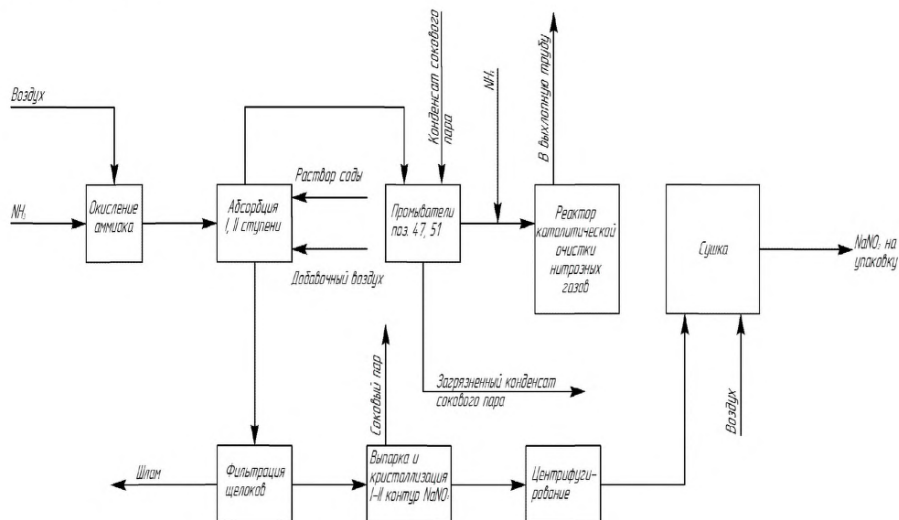 Воздух
NH₃
Окисление
аммиака
Абсорбция
I, II ступени
Раствор соды
Добавочный воздух
Конденсат сокового
пара
Промыватели
поз. 47, 51
NH₃
В выхлопную трубу
Реактор
каталитической
очистки
нитрозных
газов
Сушка
NaNO₂ на
упаковку
Воздух
Загрязненный конденсат
сокового пара
Соковый пар
Шлам
Фильтрация
щелоков
Выпарка и
кристаллизация
I-II контур NaNO₂
Центрифуги-
рование